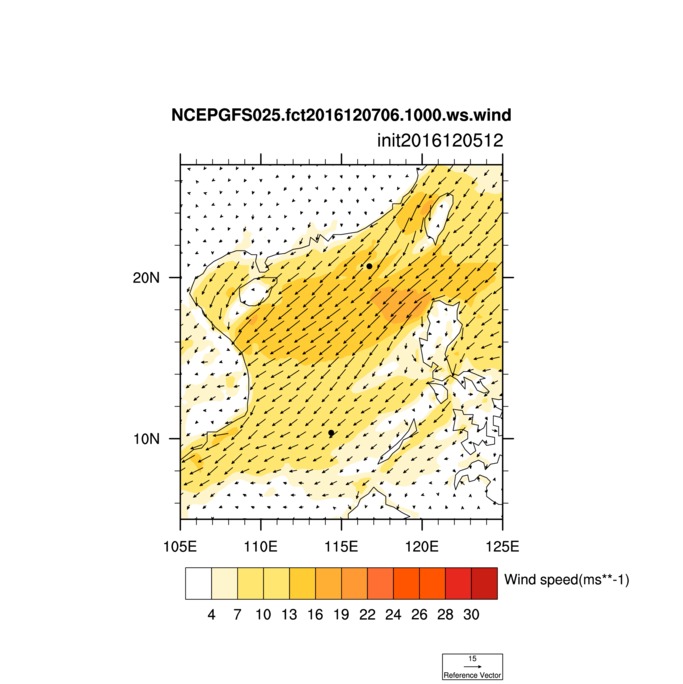 NCEPGFS025.fct2016120706.1000.ws.wind
init2016120512
20N
10N
105E 110E 115E 120E 125E
Wind speed(ms**-1)
4 7 10 13 16 19 22 24 26 28 30
15
Reference Vector